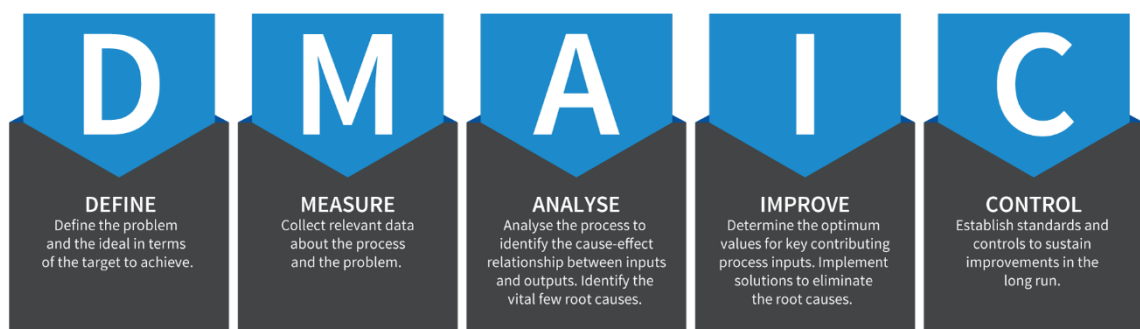 D
DEFINE
Define the problem
and the ideal in terms
of the target to achieve.
M
MEASURE
Collect relevant data
about the process
and the problem.
A
ANALYSE
Analyse the process to
identify the cause-effect
relationship between inputs
and outputs. Identify the
vital few root causes.
I
IMPROVE
Determine the optimum
values for key contributing
process inputs. Implement
solutions to eliminate
the root causes.
C
CONTROL
Establish standards and
controls to sustain
improvements in the
long run.